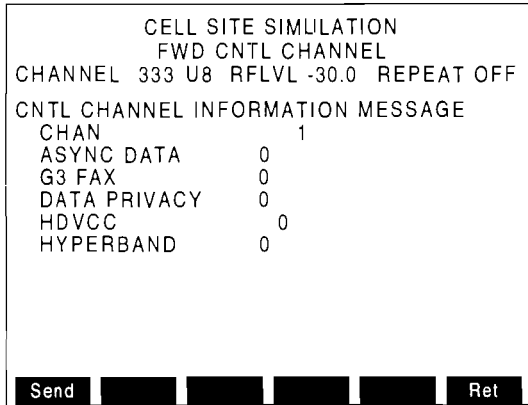 CELL SITE SIMULATION
FWD CNTL CHANNEL
CHANNEL 333 U8 RFLVL -30.0 REPEAT OFF
CNTL CHANNEL INFORMATION MESSAGE
CHAN 1
ASYNC DATA 0
G3 FAX 0
DATA PRIVACY 0
HDVCC 0
HYPERBAND 0
Send Ret